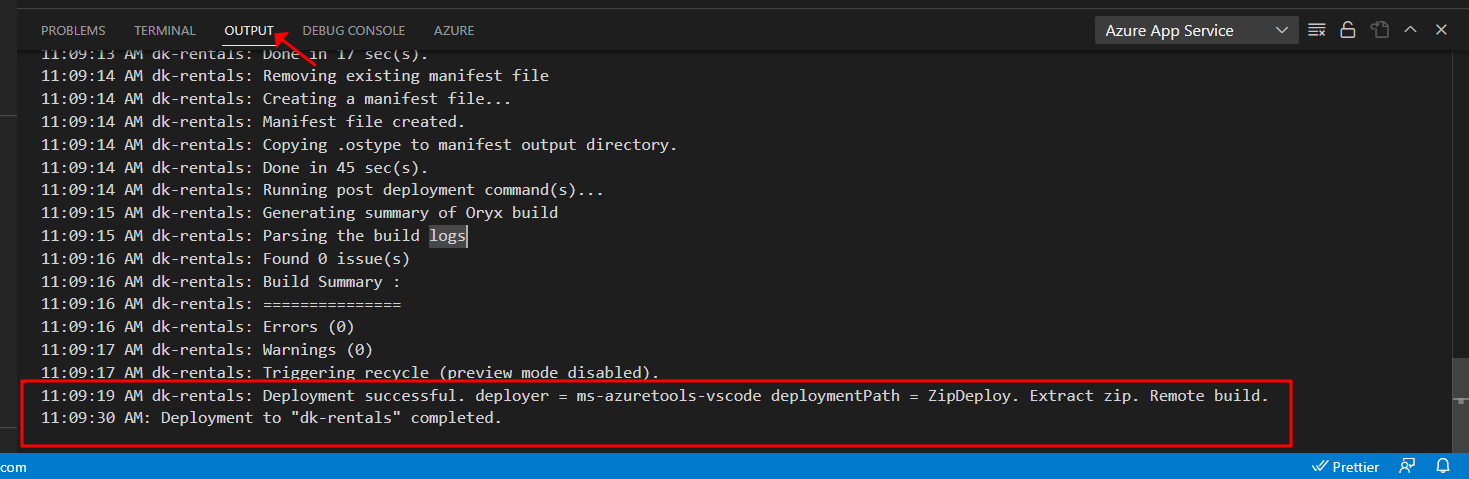 PROBLEMS TERMINAL OUTPUT DEBUG CONSOLE AZURE Azure App Service
11:09:13 AM dk-rentals: Done in 17 sec(s).
11:09:14 AM dk-rentals: Removing existing manifest file
11:09:14 AM dk-rentals: Creating a manifest file...
11:09:14 AM dk-rentals: Manifest file created.
11:09:14 AM dk-rentals: Copying .ostype to manifest output directory.
11:09:14 AM dk-rentals: Done in 45 sec(s).
11:09:14 AM dk-rentals: Running post deployment command(s)...
11:09:15 AM dk-rentals: Generating summary of Oryx build
11:09:15 AM dk-rentals: Parsing the build logs
11:09:16 AM dk-rentals: Found 0 issue(s)
11:09:16 AM dk-rentals: Build Summary :
11:09:16 AM dk-rentals: ===============
11:09:16 AM dk-rentals: Errors (0)
11:09:17 AM dk-rentals: Warnings (0)
11:09:17 AM dk-rentals: Triggering recycle (preview mode disabled).
11:09:19 AM dk-rentals: Deployment successful. deployer = ms-azuretools-vscode deploymentPath = ZipDeploy. Extract zip. Remote build.
11:09:30 AM: Deployment to "dk-rentals" completed.
com Prettier